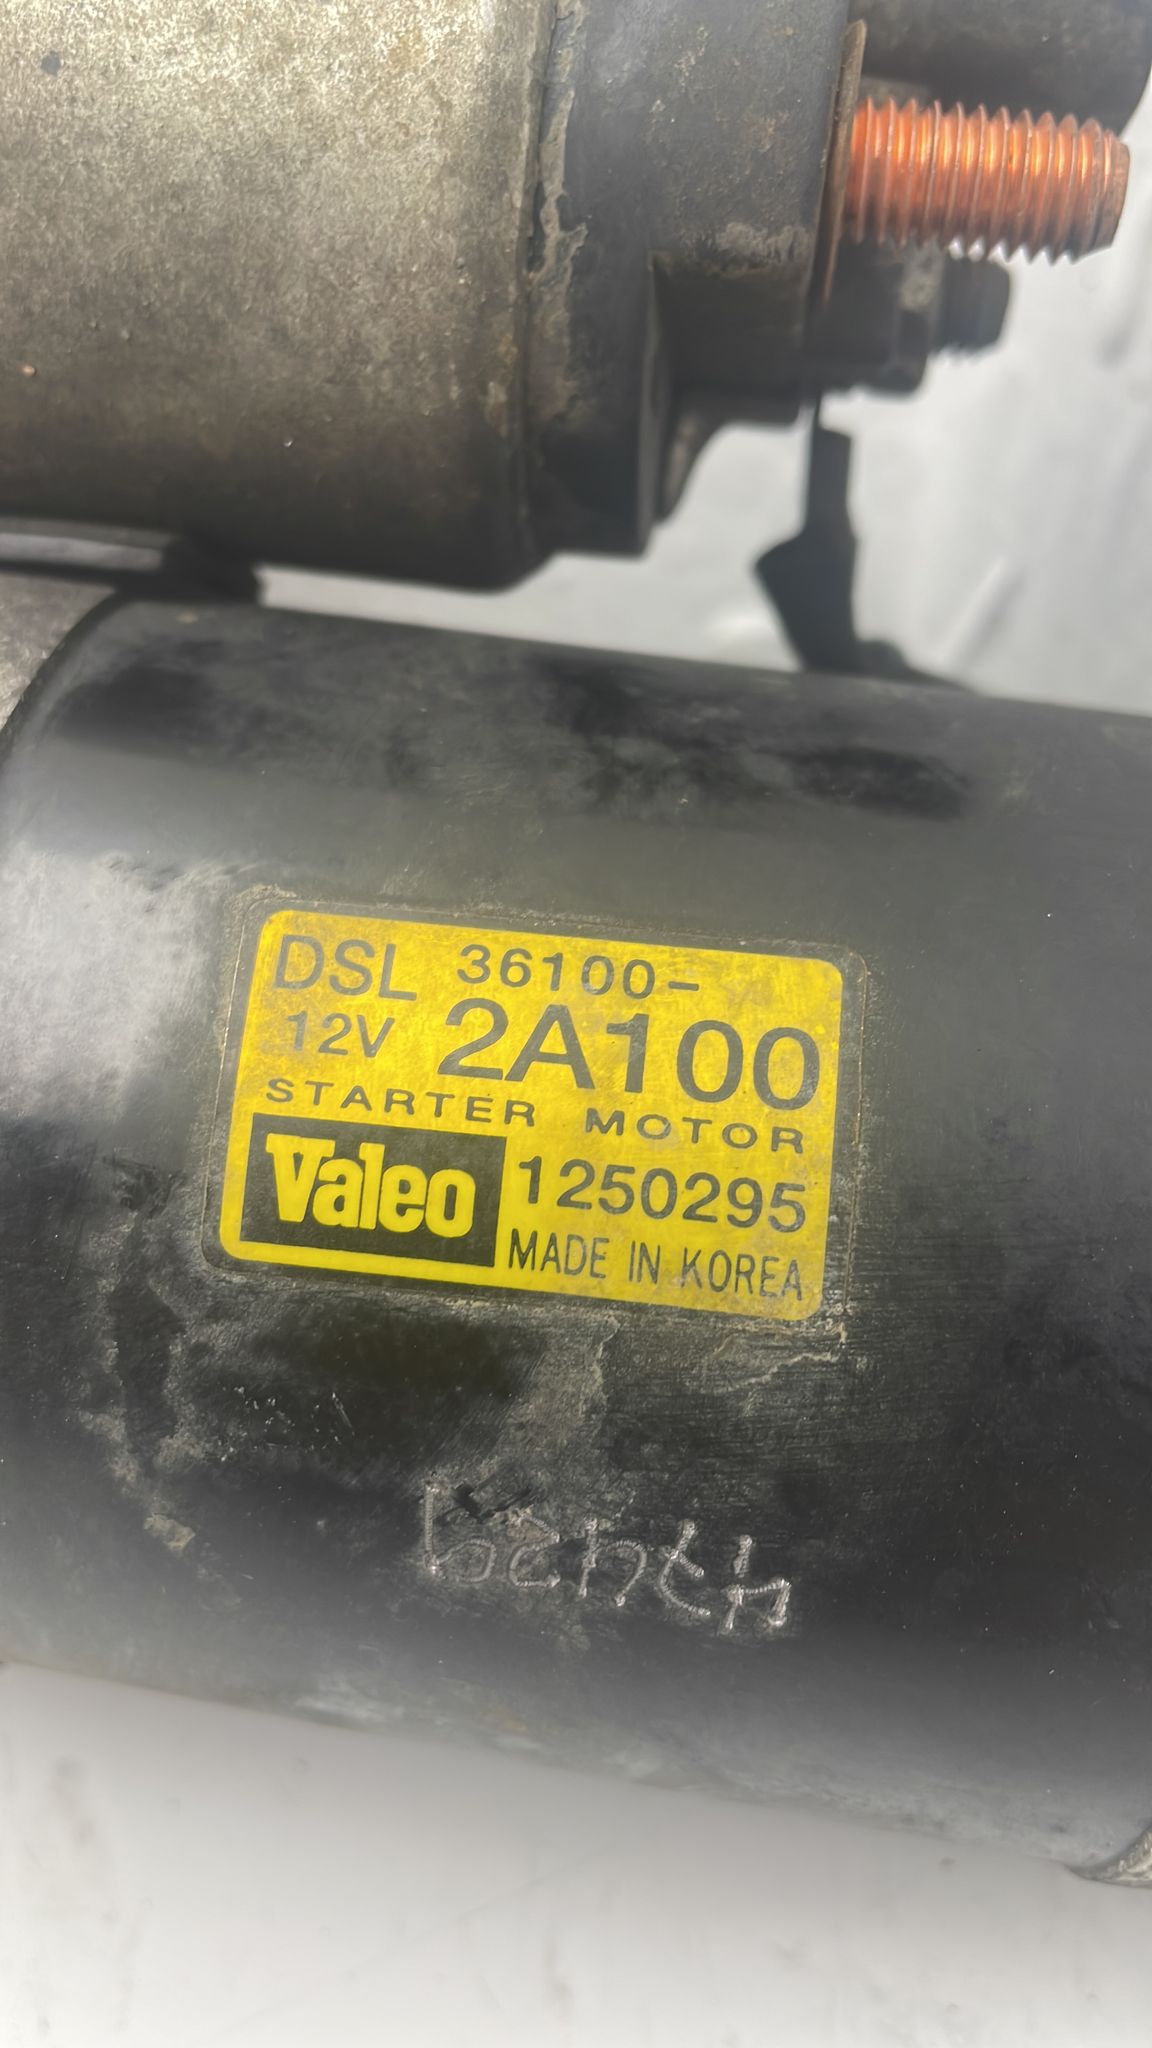 DSL 36100-
12V 2A100
STARTER MOTOR
Valeo 1250295
MADE IN KOREA